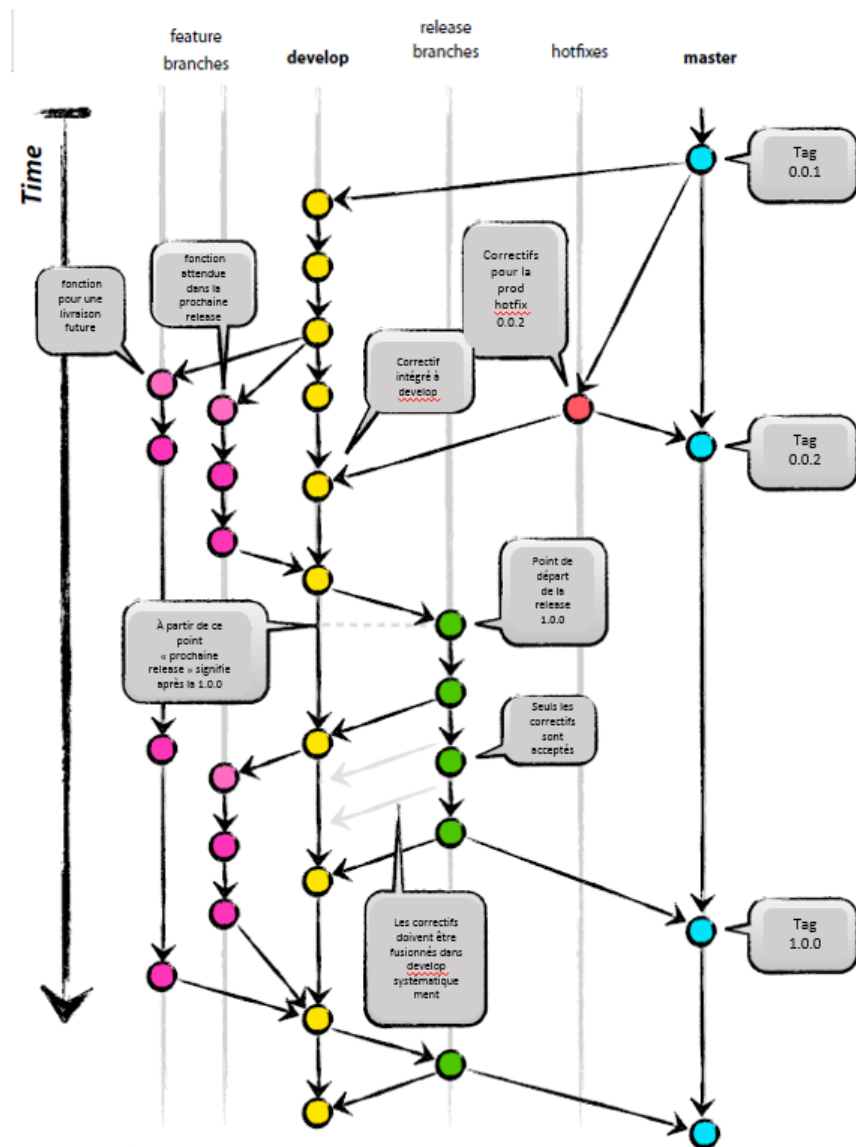 feature
branches
develop
release
branches
hotfixes
master
Time
Tag
0.0.1
Correctifs
pour la
prod
hotfix
0.0.2
fonction
attendue
dans la
prochaine
release
fonction
pour une
livraison
future
Correctif
intégré à
develop
Tag
0.0.2
Point de
départ
de la
release
1.0.0
À partir de ce
point
« prochaine
release » signifie
après la 1.0.0
Seuls les
correctifs
sont
acceptés
Les correctifs
doivent être
fusionnés dans
develop
systématique
ment
Tag
1.0.0